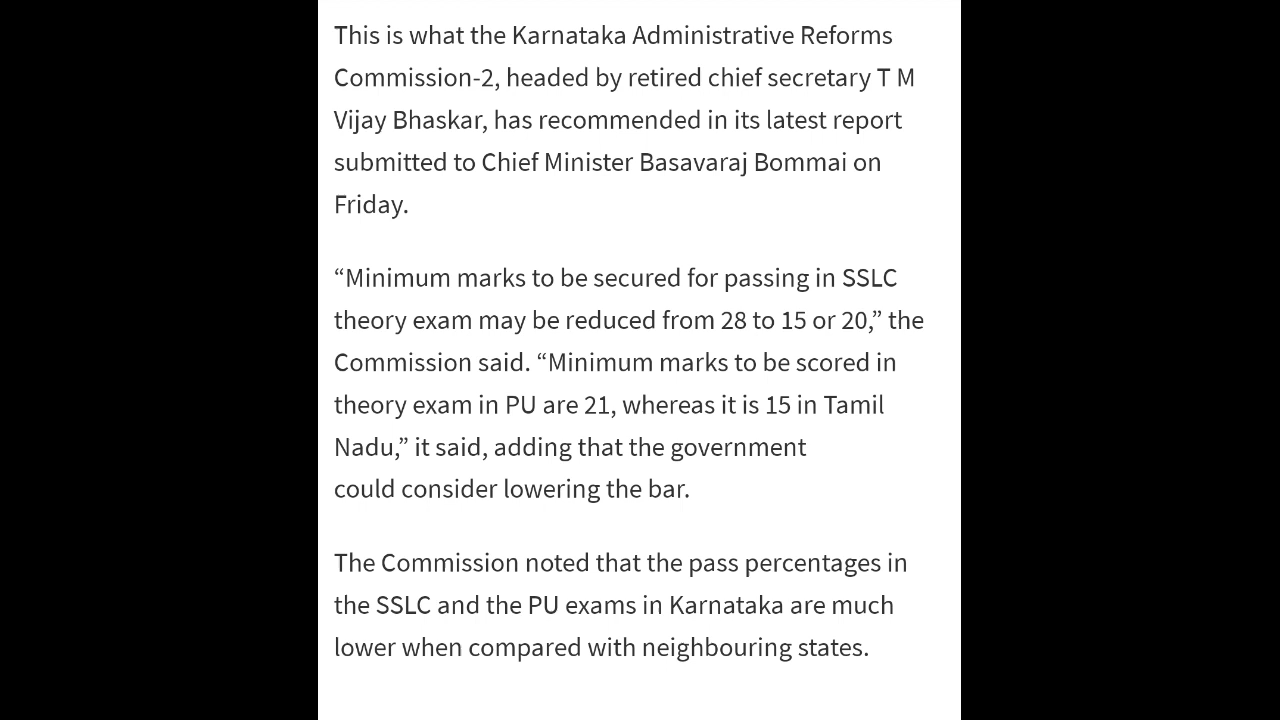 This is what the Karnataka Administrative Reforms
Commission-2, headed by retired chief secretary T M
Vijay Bhaskar, has recommended in its latest report
submitted to Chief Minister Basavaraj Bommai on
Friday.
“Minimum marks to be secured for passing in SSLC
theory exam may be reduced from 28 to 15 or 20,” the
Commission said. “Minimum marks to be scored in
theory exam in PU are 21, whereas it is 15 in Tamil
Nadu,” it said, adding that the government
could consider lowering the bar.
The Commission noted that the pass percentages in
the SSLC and the PU exams in Karnataka are much
lower when compared with neighbouring states.